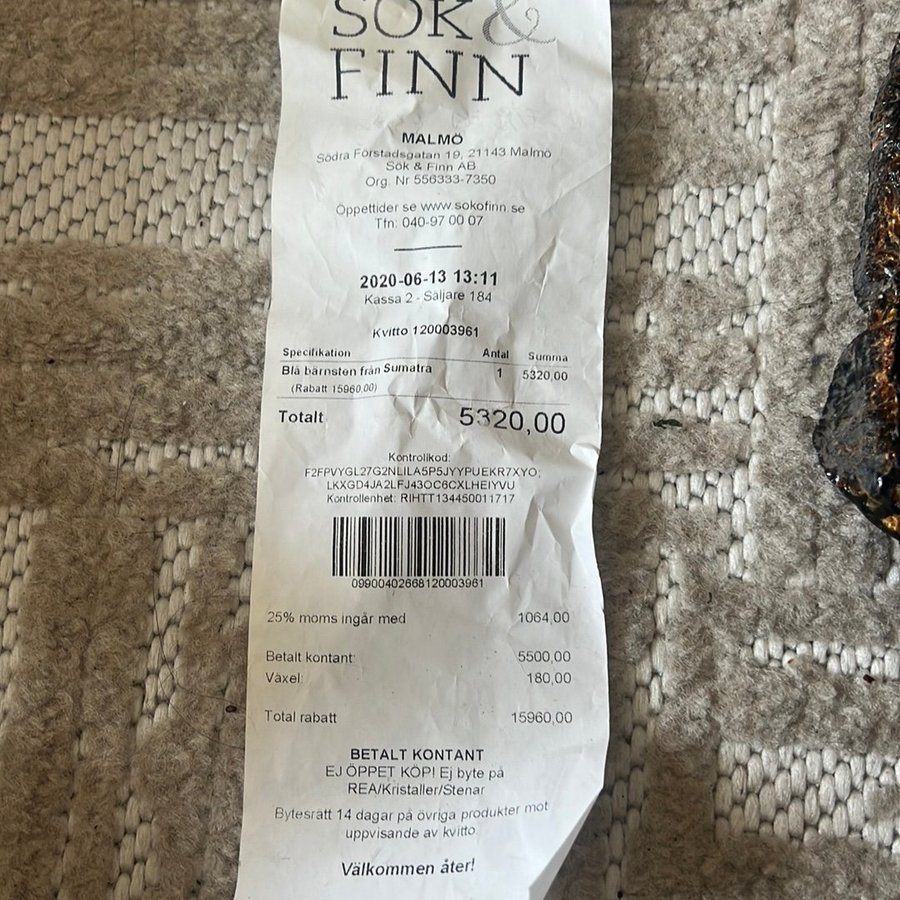 SÖK &
FINN
MALMÖ
Södra Förstadsgatan 19, 21143 Malmö
Sök & Finn AB
Org. Nr 556333-7350
Öppettider se www.sokofinn.se
Tfn: 040-97 00 07
2020-06-13 13:11
Kassa 2 - Säljare 184
Kvitto 120003961
Specifikation Antal Summa
Blå bärnsten från Sumatra 1 5320,00
(Rabatt 15960,00)
Totalt 5320,00
Kontrolikod:
F2FPVYGL27G2NLILA5P5JYYPUEKR7XYO;
LKXGD4JA2LFJ43OC6CXLHEIYVU
Kontrollenhet: RIHTT134450011717
09900402668120003961
25% moms ingår med 1064,00
Betalt kontant: 5500,00
Växel: 180,00
Total rabatt 15960,00
BETALT KONTANT
EJ ÖPPET KÖP! Ej byte på
REA/Kristaller/Stenar
Bytesrätt 14 dagar på övriga produkter mot
uppvisande av kvitto.
Välkommen åter!